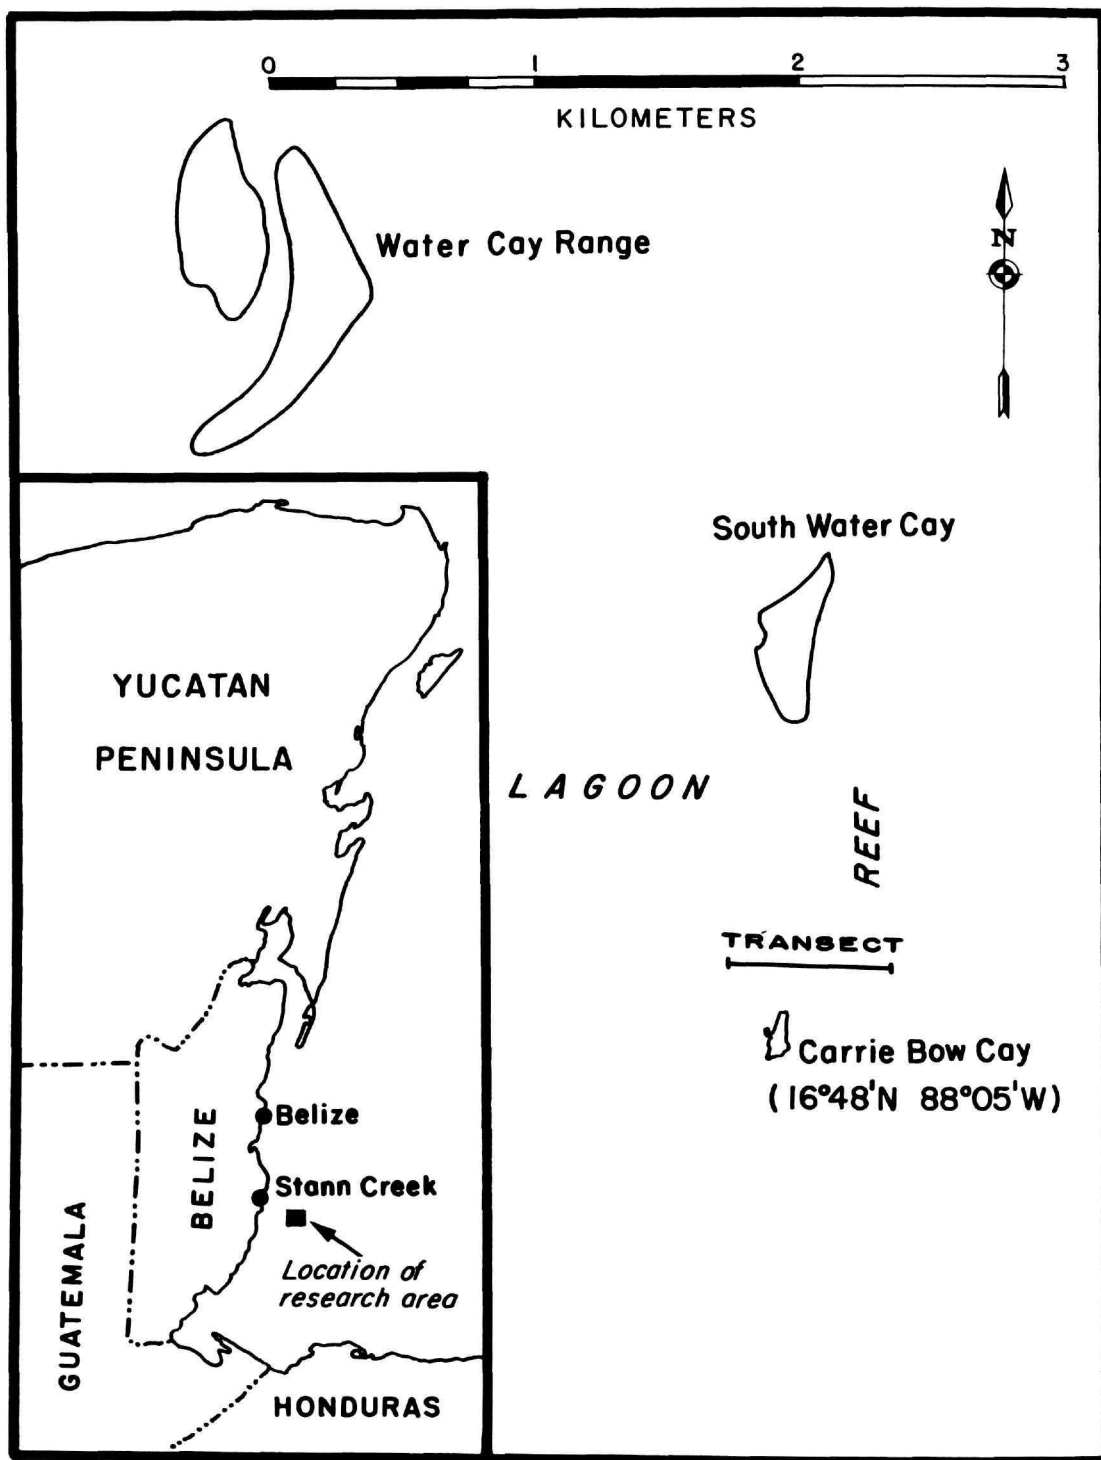 0 1 2 3
KILOMETERS
N
Water Cay Range
South Water Cay
YUCATAN
PENINSULA
LAGOON
REEF
TRANSECT
Carrie Bow Cay
(16°48'N 88°05'W)
Belize
BELIZE
Stann Creek
Location of
research area
GUATEMALA
HONDURAS